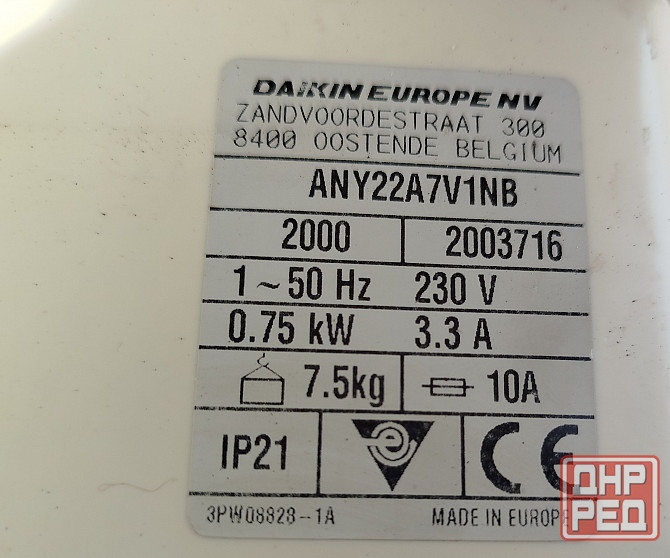 DAIKIN EUROPE NV
ZANDVOORDESTRAAT 300
8400 OOSTENDE BELGIUM
ANY22A7V1NB
2000 2003716
1~50 Hz 230 V
0.75 kW 3.3 A
7.5kg 10A
IP21 e CE
3PW08828-1A MADE IN EUROPE
ДНР
РЕД